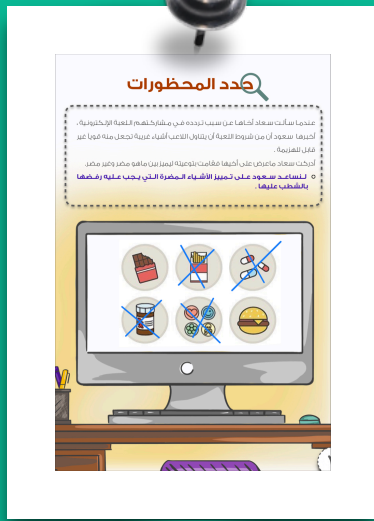 حدد المحظورات
عندما سألت سعاد أخاها عن سبب تردده في مشاركتهم اللعبة الإلكترونية ،
أخبرها سعود أن من شروط اللعبة أن يتناول اللاعب أشياء غريبة تجعل منه قويا غير
قابل للهزيمة .
أدركت سعاد ماعرض على أخيها فقامت بتوعيته ليميز بين ماهو مضر وغير مضر.
لنساعد سعود على تمييز الأشياء المضرة التي يجب عليه رفضها
بالشطب عليها .